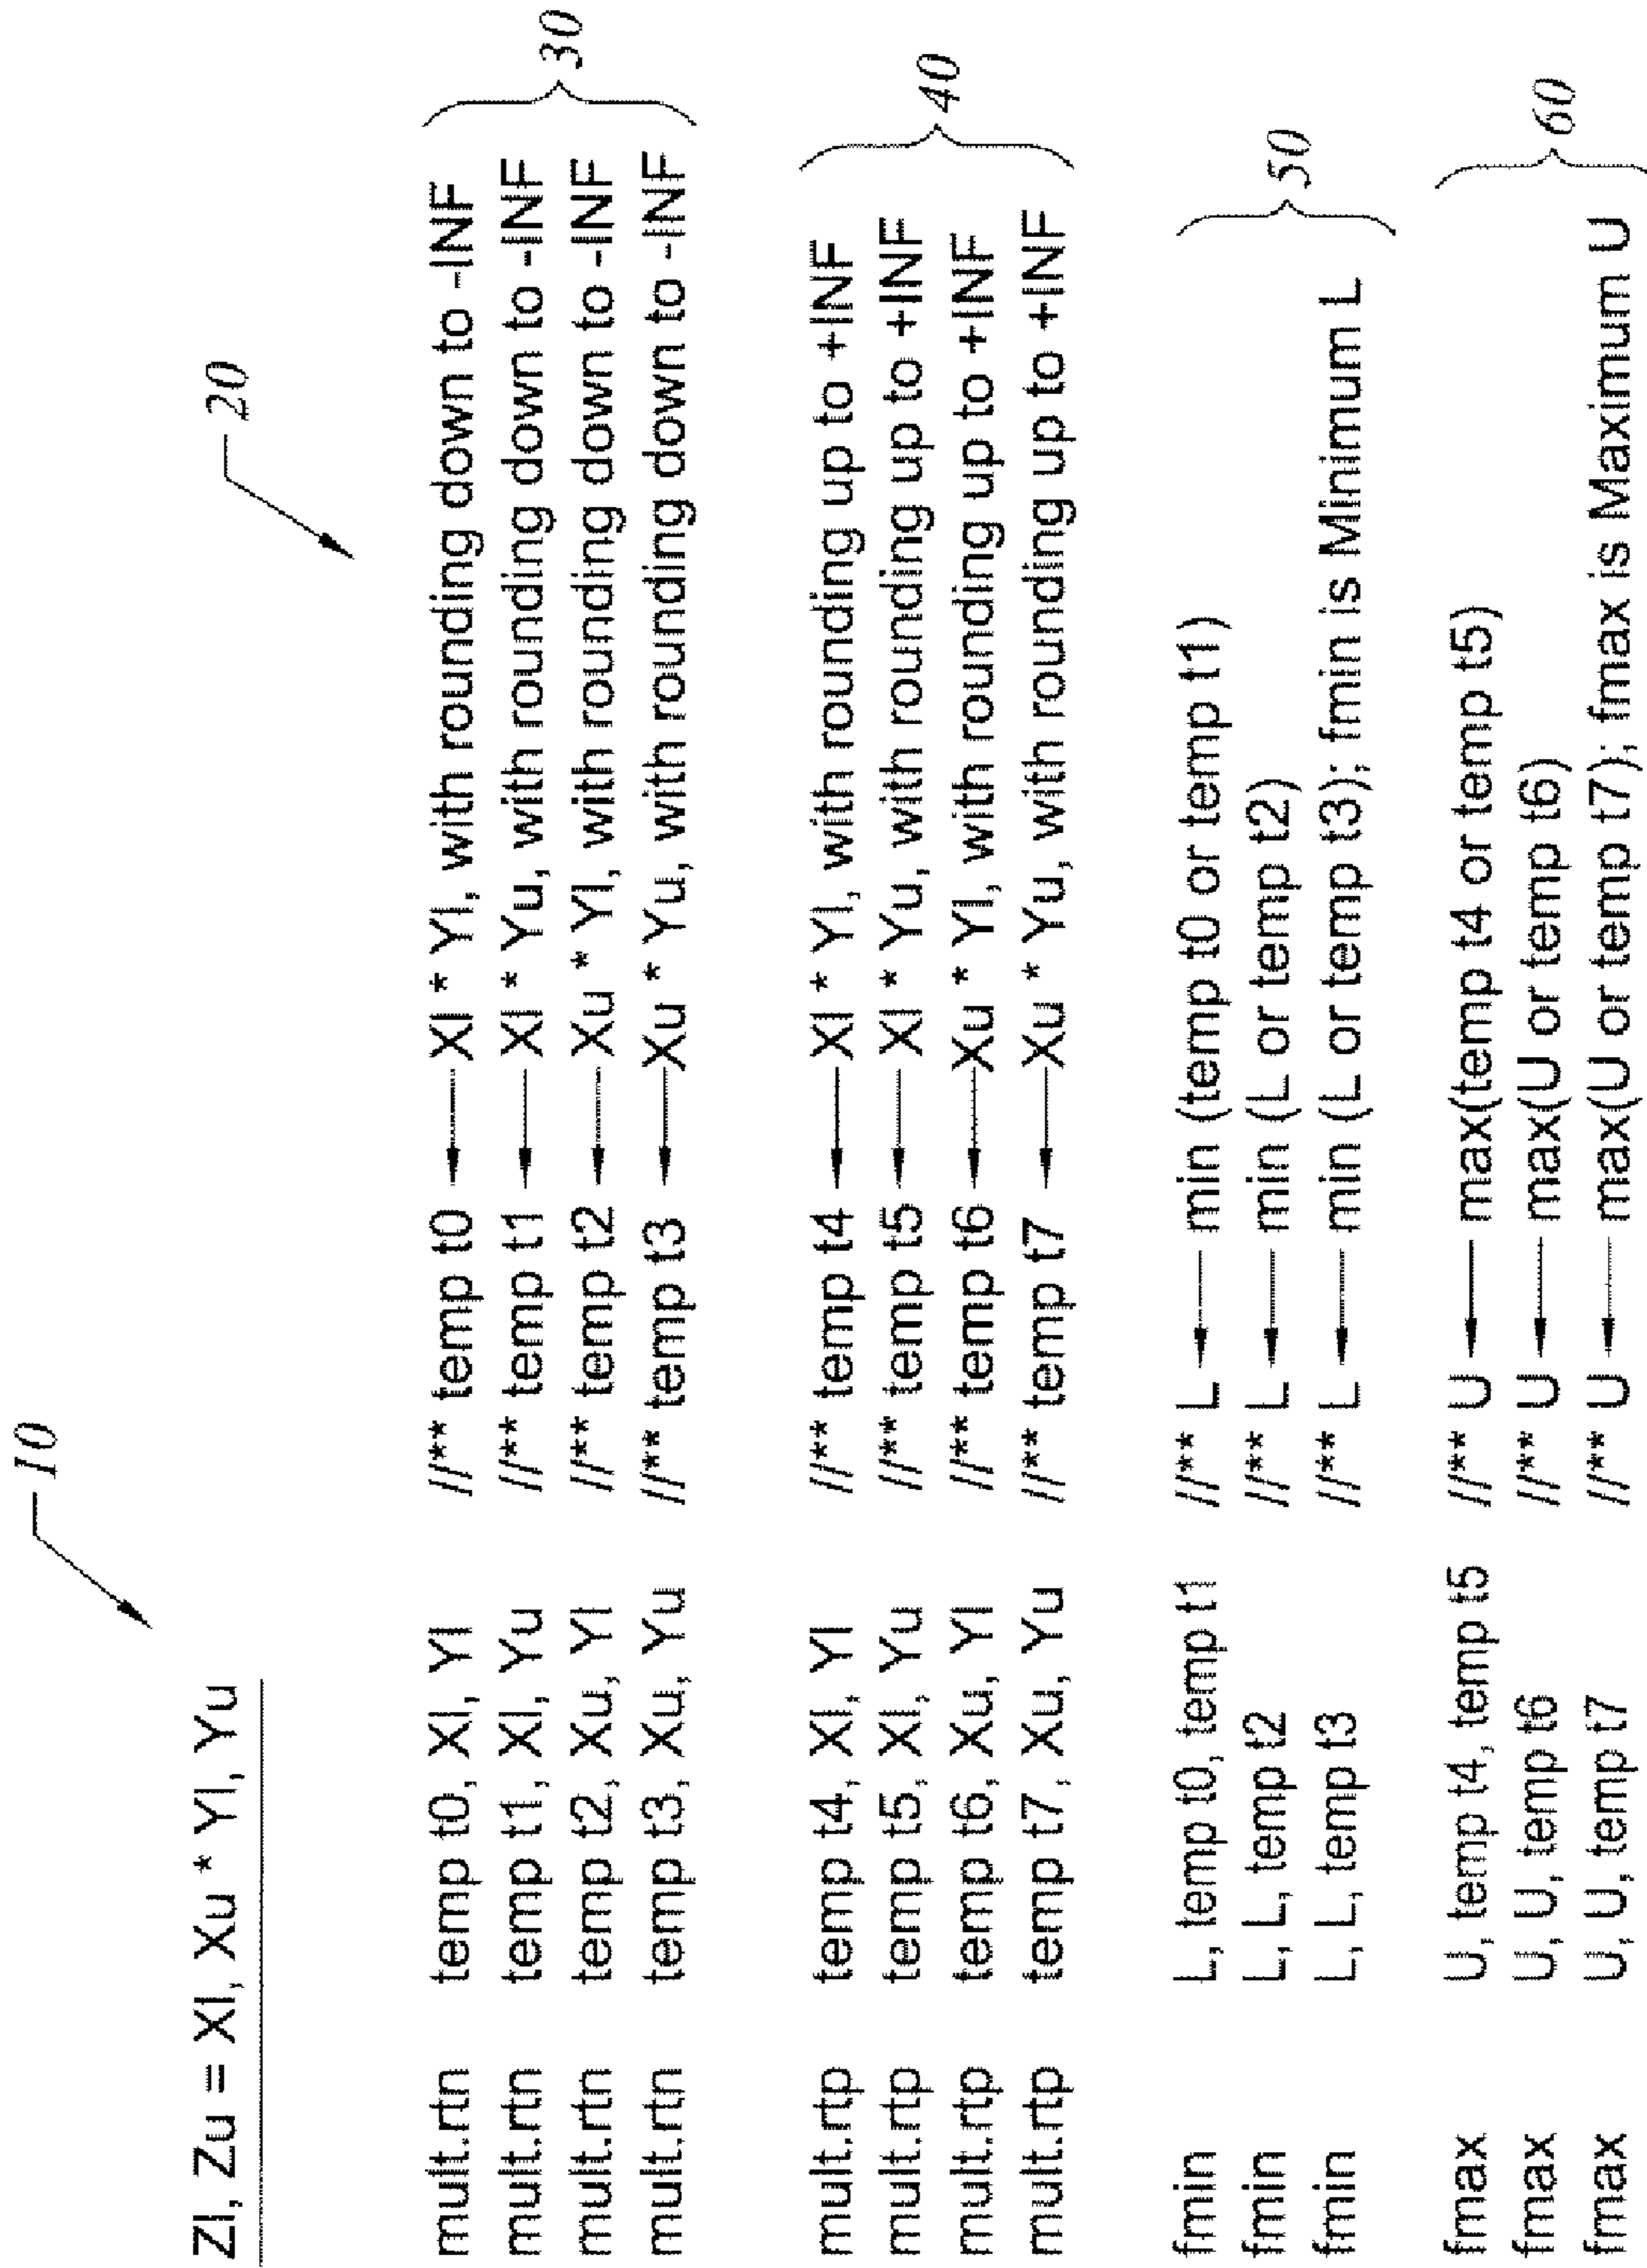 10
Zl, Zu = Xl, Xu * Yl, Yu
20
mult.rtn temp t0, Xl, Yl //** temp t0 ← Xl * Yl, with rounding down to -INF
mult.rtn temp t1, Xl, Yu //** temp t1 ← Xl * Yu, with rounding down to -INF
mult.rtn temp t2, Xu, Yl //** temp t2 ← Xu * Yl, with rounding down to -INF
mult.rtn temp t3, Xu, Yu //** temp t3 ← Xu * Yu, with rounding down to -INF
30
mult.rtp temp t4, Xl, Yl //** temp t4 ← Xl * Yl, with rounding up to +INF
mult.rtp temp t5, Xl, Yu //** temp t5 ← Xl * Yu, with rounding up to +INF
mult.rtp temp t6, Xu, Yl //** temp t6 ← Xu * Yl, with rounding up to +INF
mult.rtp temp t7, Xu, Yu //** temp t7 ← Xu * Yu, with rounding up to +INF
40
fmin L, temp t0, temp t1 //** L ← min (temp t0 or temp t1)
fmin L, L, temp t2 //** L ← min (L or temp t2)
fmin L, L, temp t3 //** L ← min (L or temp t3); fmin is Minimum L
50
fmax U, temp t4, temp t5 //** U ← max(temp t4 or temp t5)
fmax U, U, temp t6 //** U ← max(U or temp t6)
fmax U, U, temp t7 //** U ← max(U or temp t7); fmax is Maximum U
60